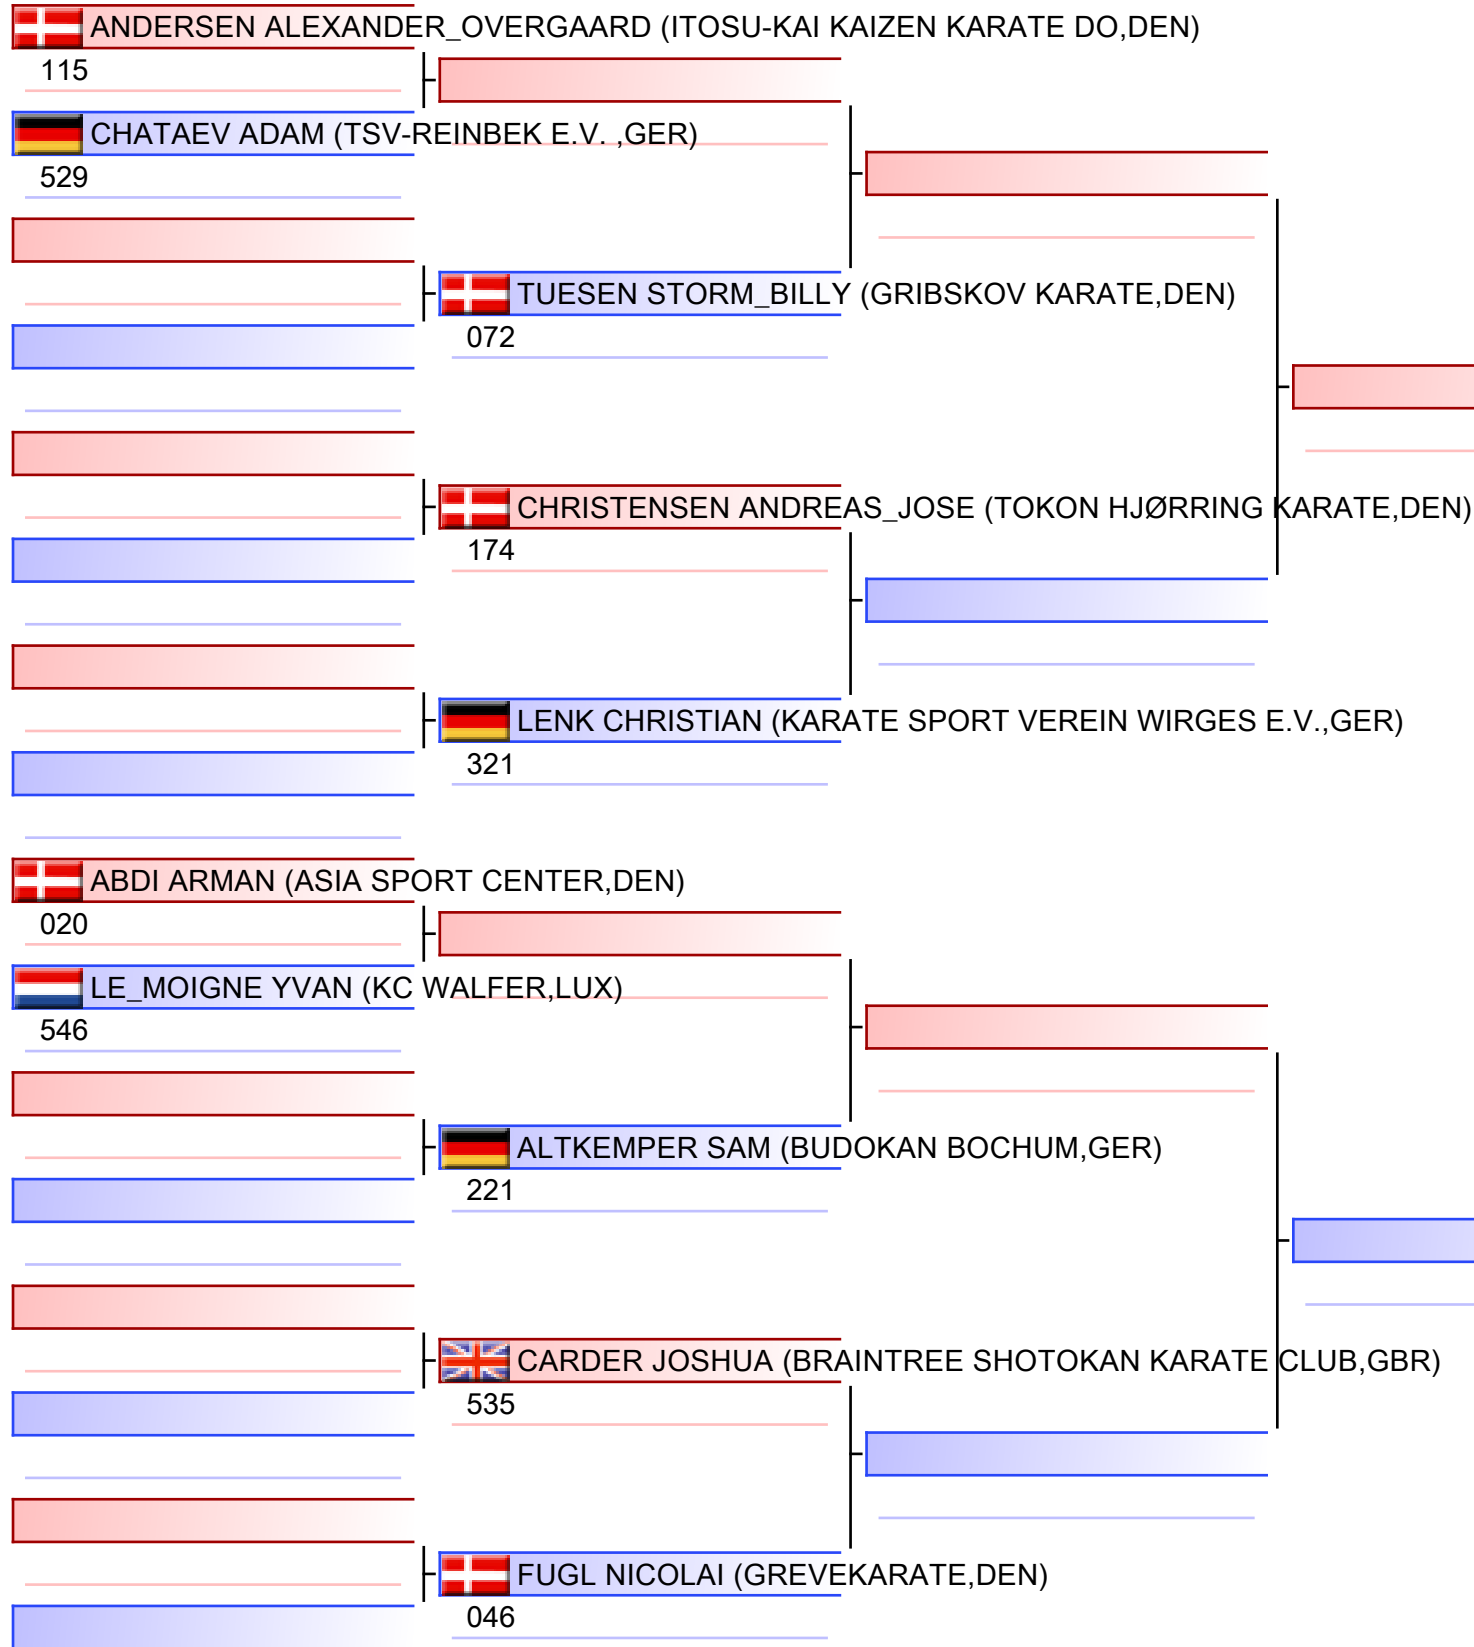 ANDERSEN ALEXANDER_OVERGAARD (ITOSU-KAI KAIZEN KARATE DO,DEN)
115
CHATAEV ADAM (TSV-REINBEK E.V. ,GER)
529
TUESEN STORM_BILLY (GRIBSKOV KARATE,DEN)
072
CHRISTENSEN ANDREAS_JOSE (TOKON HJØRRING KARATE,DEN)
174
LENK CHRISTIAN (KARATE SPORT VEREIN WIRGES E.V.,GER)
321
ABDI ARMAN (ASIA SPORT CENTER,DEN)
020
LE_MOIGNE YVAN (KC WALFER,LUX)
546
ALTKEMPER SAM (BUDOKAN BOCHUM,GER)
221
CARDER JOSHUA (BRAINTREE SHOTOKAN KARATE CLUB,GBR)
535
FUGL NICOLAI (GREVEKARATE,DEN)
046